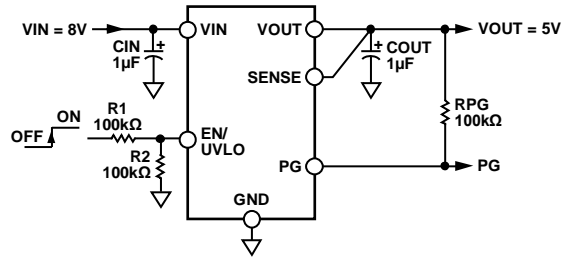 VIN = 8V
CIN
1µF
+
VIN
VOUT
+
COUT
1µF
VOUT = 5V
SENSE
RPG
100kΩ
OFF
ON
R1
100kΩ
R2
100kΩ
EN/
UVLO
PG
PG
GND